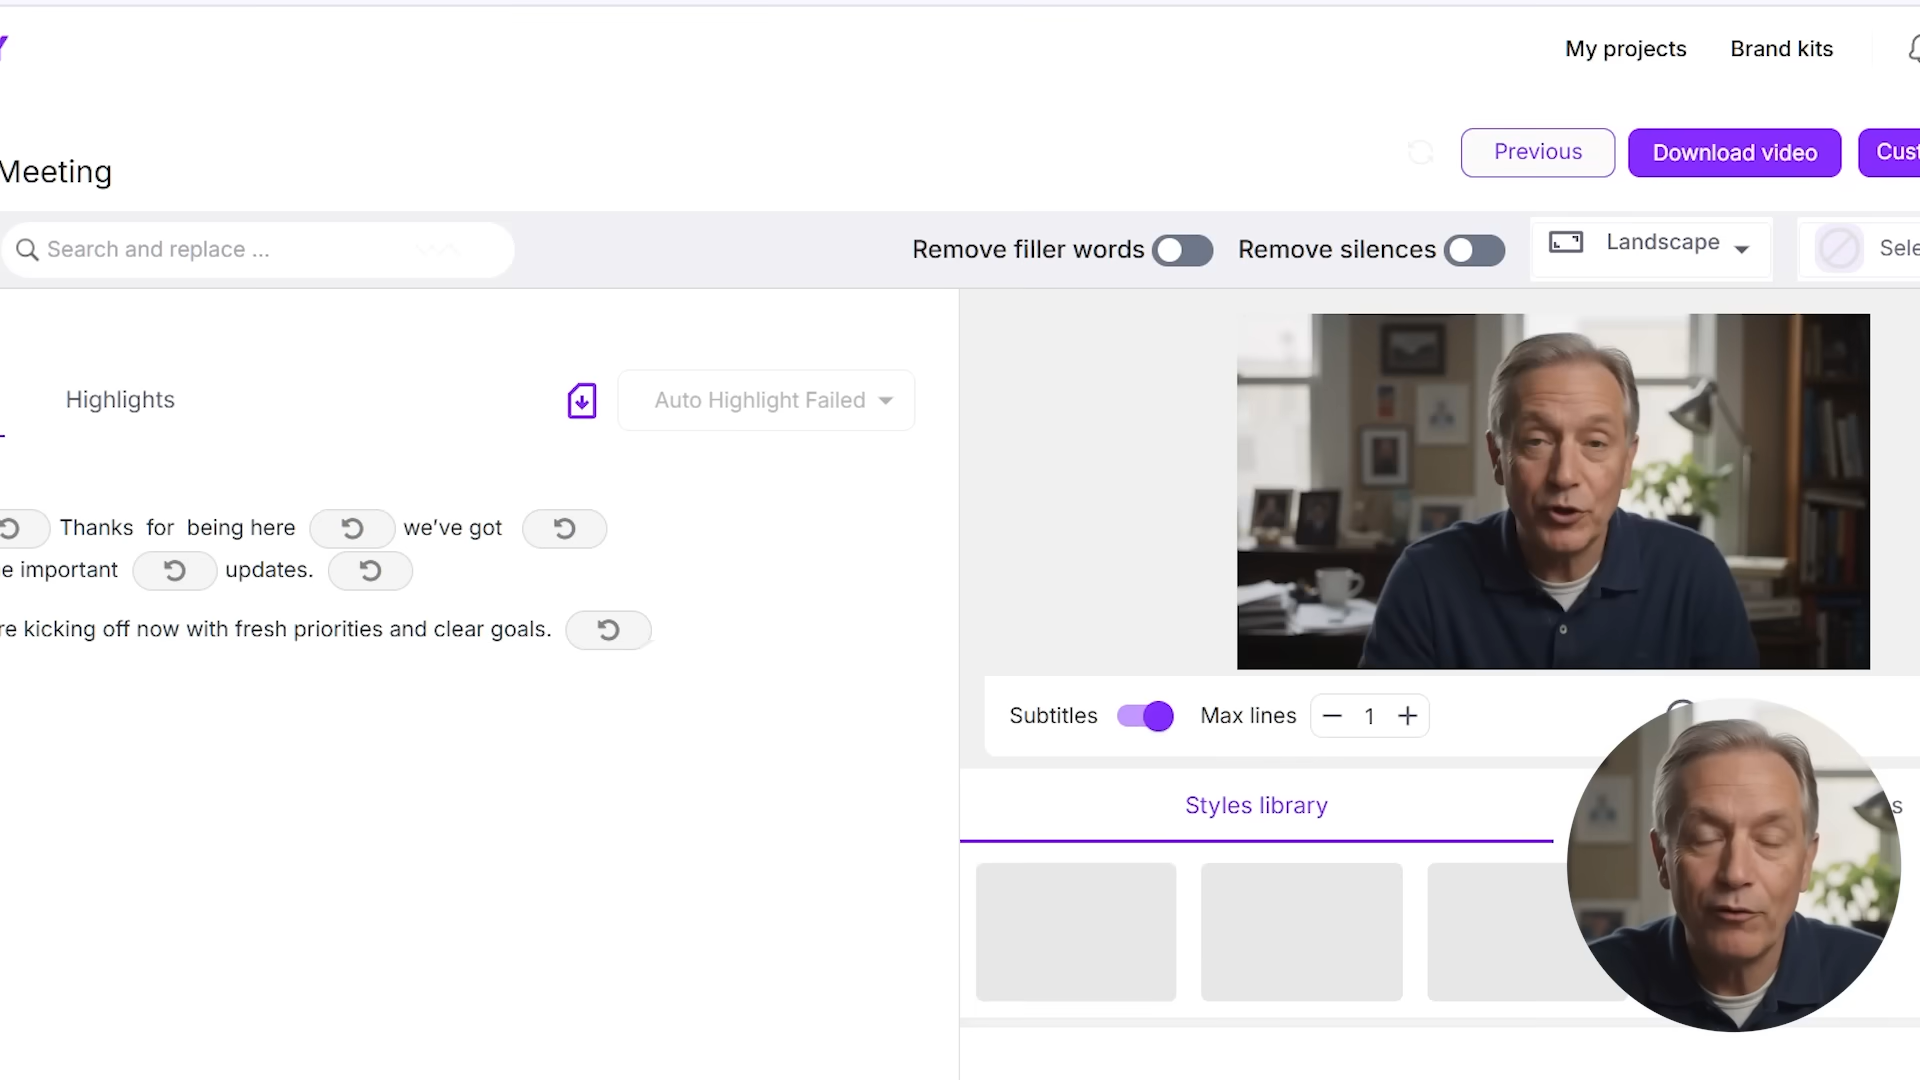 Y
My projects Brand kits
Meeting
Previous Download video Cust
Search and replace ...
Remove filler words Remove silences Landscape Sele
Highlights
Auto Highlight Failed
Thanks for being here we've got
e important updates.
re kicking off now with fresh priorities and clear goals.
Subtitles Max lines 1
Styles library
s